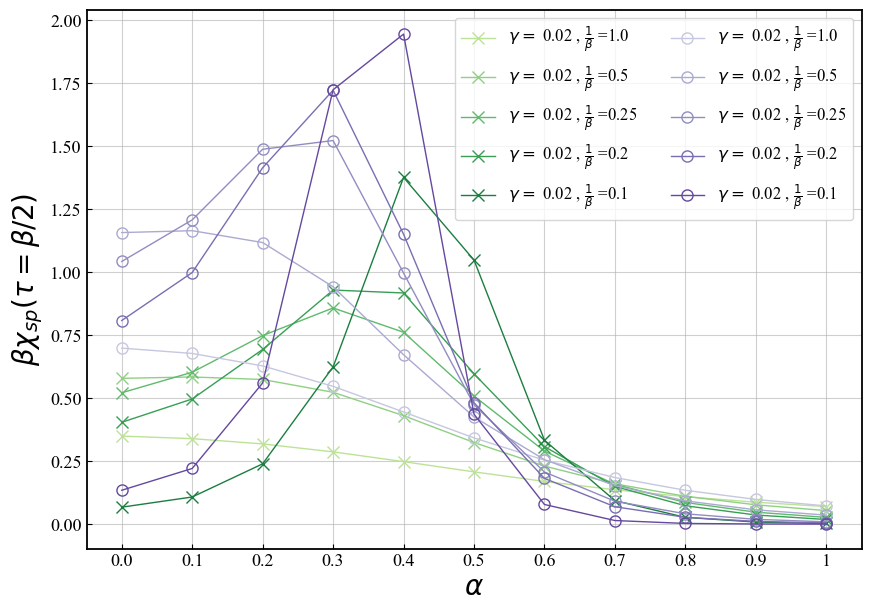 γ = 0.02 , 1/β =1.0
γ = 0.02 , 1/β =0.5
γ = 0.02 , 1/β =0.25
γ = 0.02 , 1/β =0.2
γ = 0.02 , 1/β =0.1
γ = 0.02 , 1/β =1.0
γ = 0.02 , 1/β =0.5
γ = 0.02 , 1/β =0.25
γ = 0.02 , 1/β =0.2
γ = 0.02 , 1/β =0.1
βχ_sp(τ = β/2)
2.00
1.75
1.50
1.25
1.00
0.75
0.50
0.25
0.00
0.0 0.1 0.2 0.3 0.4 0.5 0.6 0.7 0.8 0.9 1
α